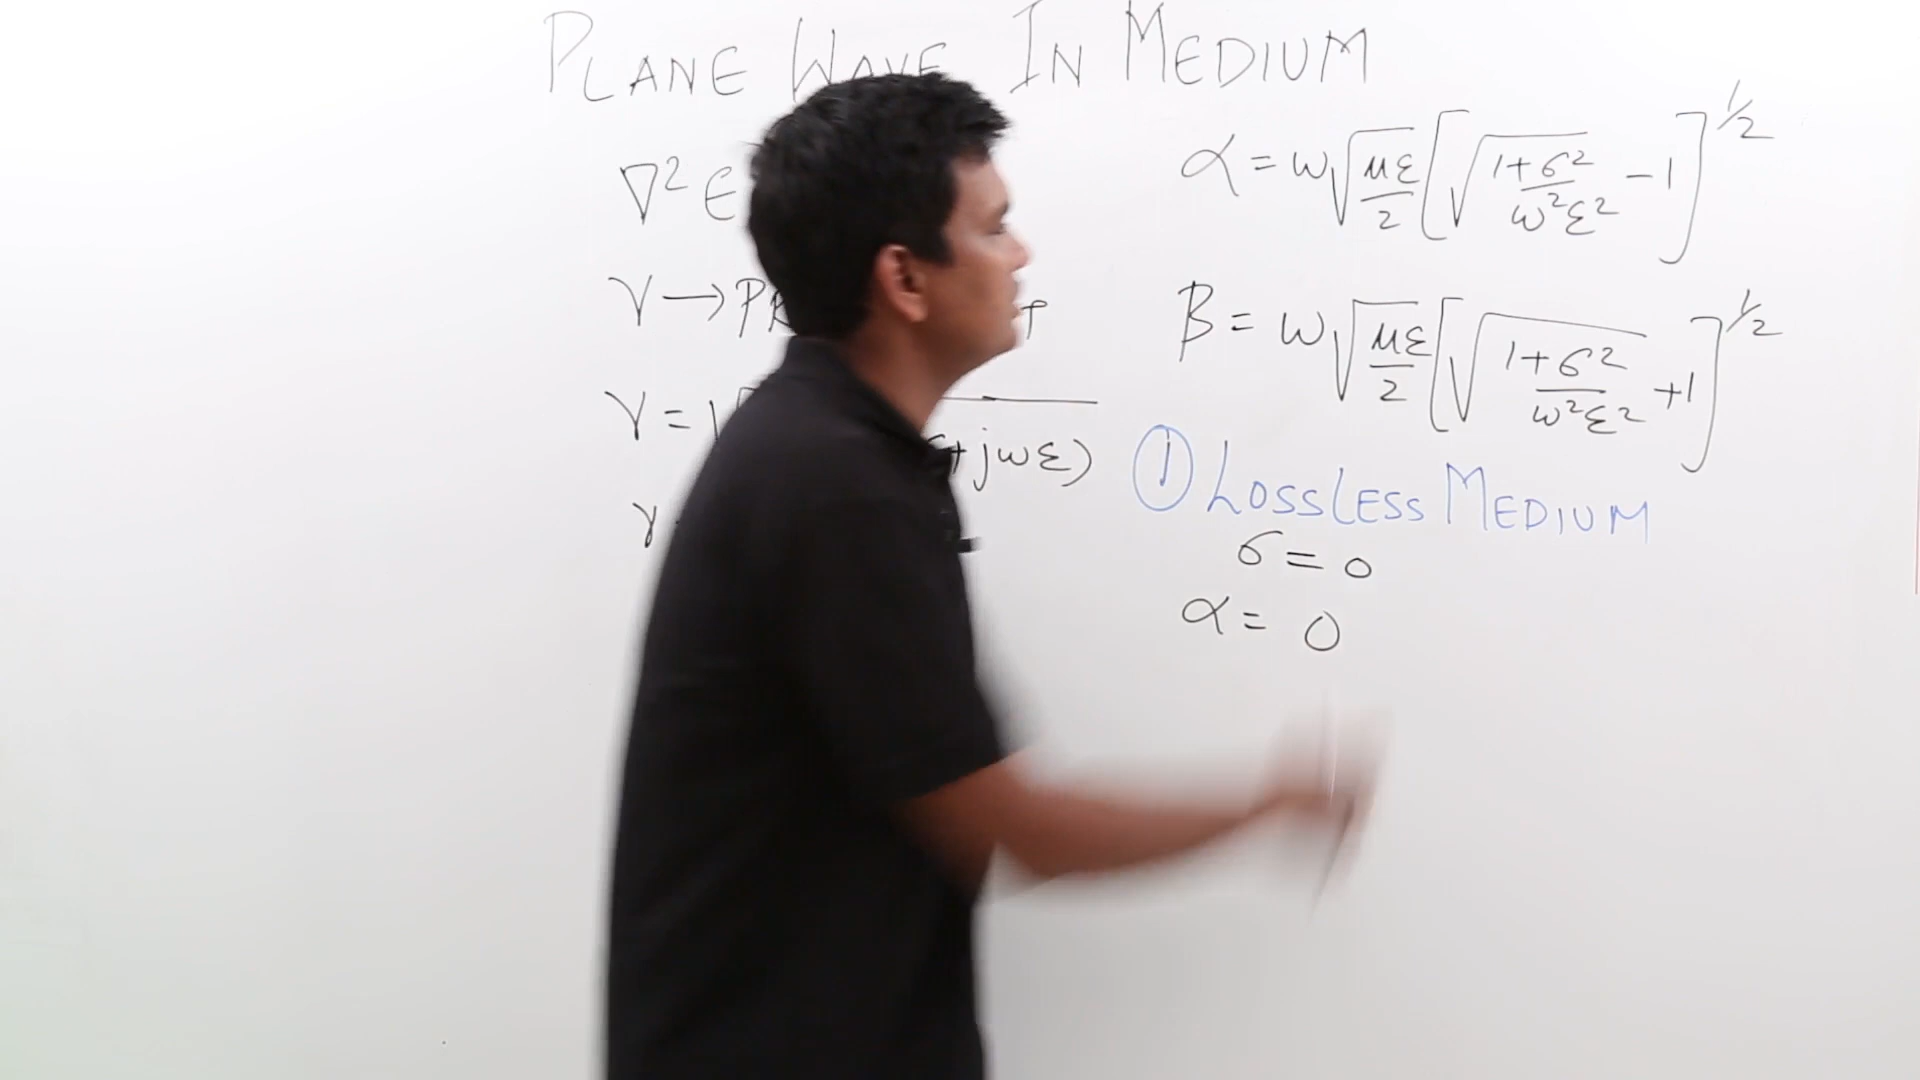 PLANE WAVE IN MEDIUM
∇² E
γ → PR
γ = √ + jωε)
γ
α = ω √(με/2) [√(1+σ²/ω²ε²) - 1]^1/2
β = ω √(με/2) [√(1+σ²/ω²ε²) + 1]^1/2
① LOSSLESS MEDIUM
σ = 0
α = 0